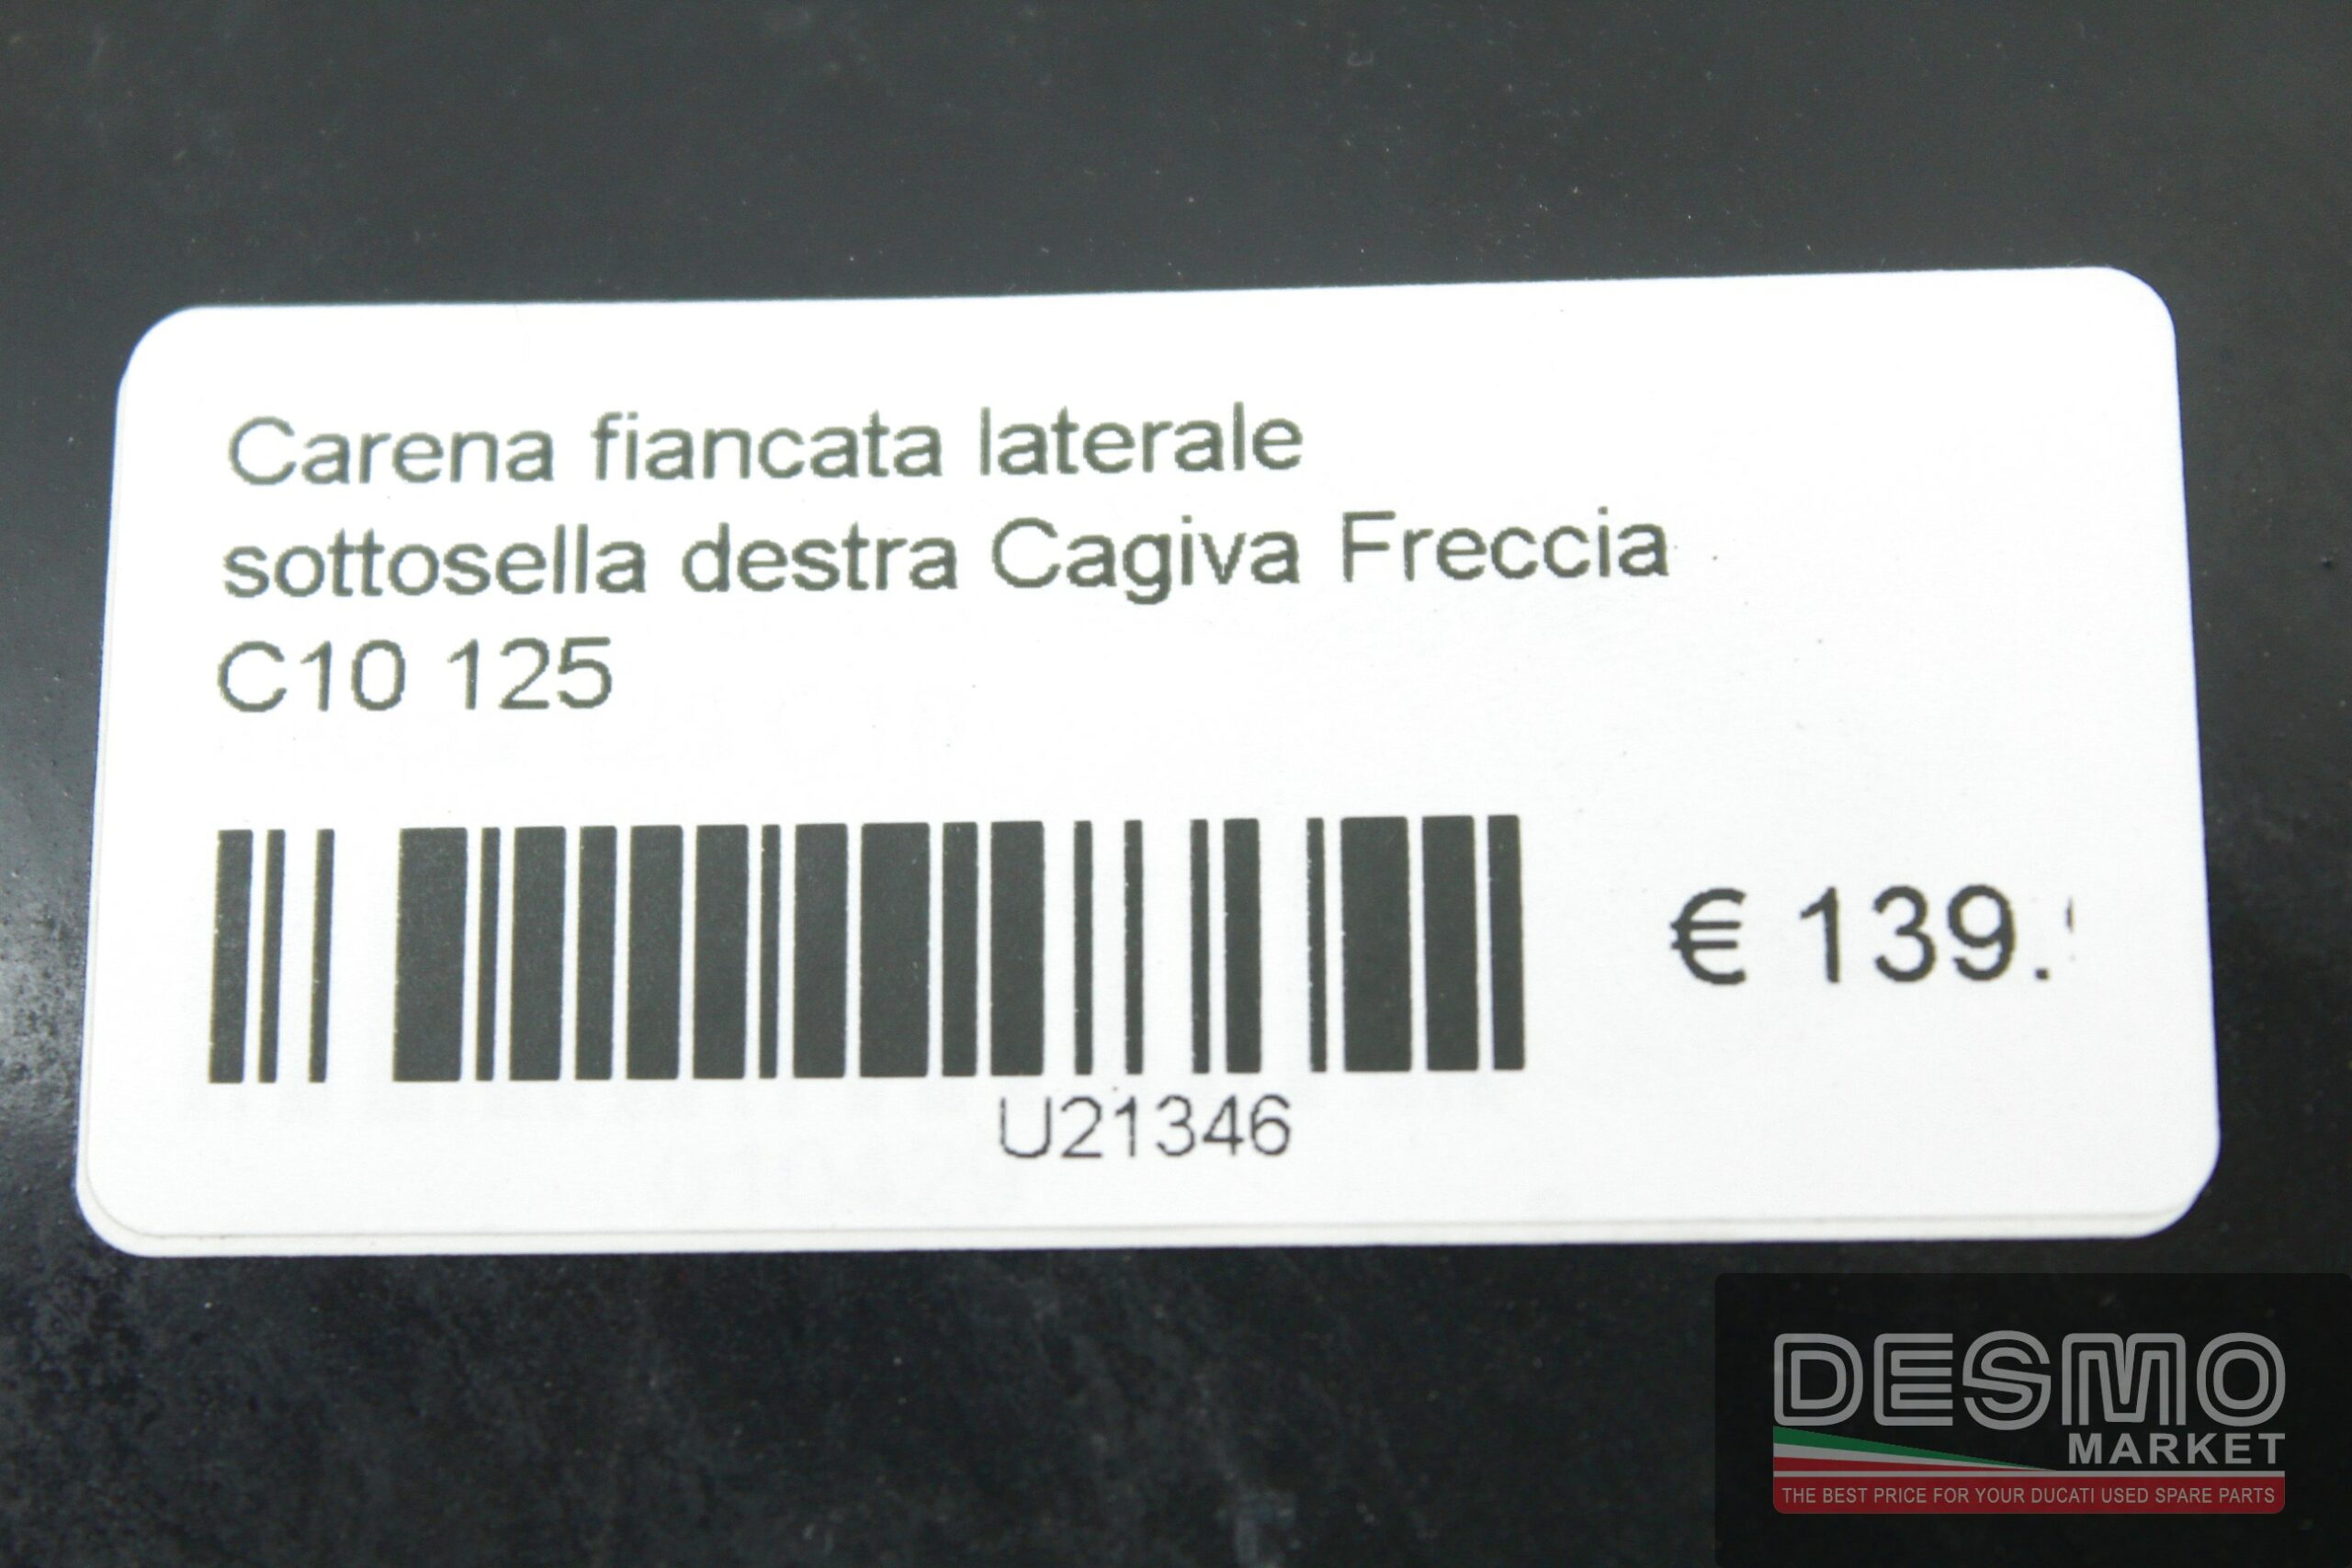 Carena fiancata laterale
sottosella destra Cagiva Freccia
C10 125
€ 139.
U21346
DESMO
MARKET
THE BEST PRICE FOR YOUR DUCATI USED SPARE PARTS